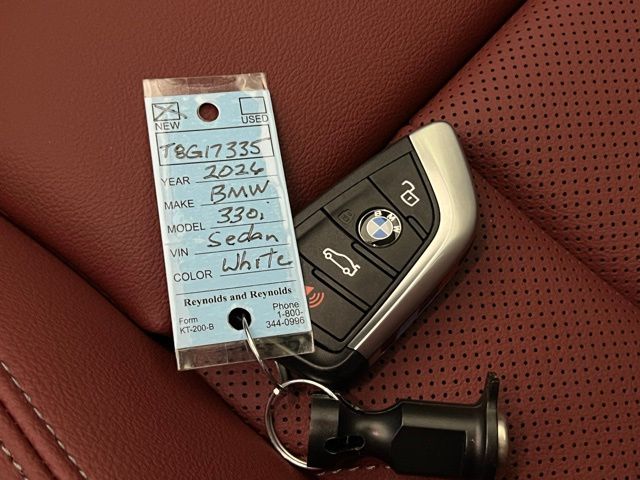 NEW USED
T8G17335
YEAR 2026
MAKE BMW
MODEL 330i
VIN Sedan
COLOR White
Reynolds and Reynolds
Form
KT-200-B
Phone
1-800-
344-0996
BMW